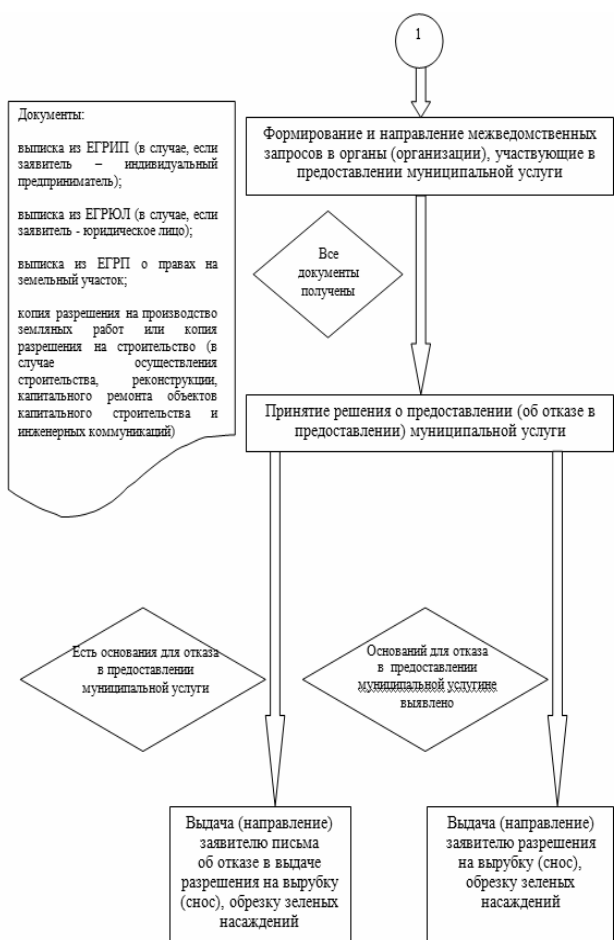 1
Документы:
выписка из ЕГРИП (в случае, если
заявитель – индивидуальный
предприниматель);
выписка из ЕГРЮЛ (в случае, если
заявитель - юридическое лицо);
выписка из ЕГРП о правах на
земельный участок;
копия разрешения на производство
земляных работ или копия
разрешения на строительство (в
случае осуществления
строительства, реконструкции,
капитального ремонта объектов
капитального строительства и
инженерных коммуникаций)
Формирование и направление межведомственных
запросов в органы (организации), участвующие в
предоставлении муниципальной услуги
Все
документы
получены
Принятие решения о предоставлении (об отказе в
предоставлении) муниципальной услуги
Есть основания для отказа
в предоставлении
муниципальной услуги
Оснований для отказа
в предоставлении
муниципальной услугине
выявлено
Выдача (направление)
заявителю письма
об отказе в выдаче
разрешения на вырубку
(снос), обрезку зеленых
насаждений
Выдача (направление)
заявителю разрешения
на вырубку (снос),
обрезку зеленых
насаждений